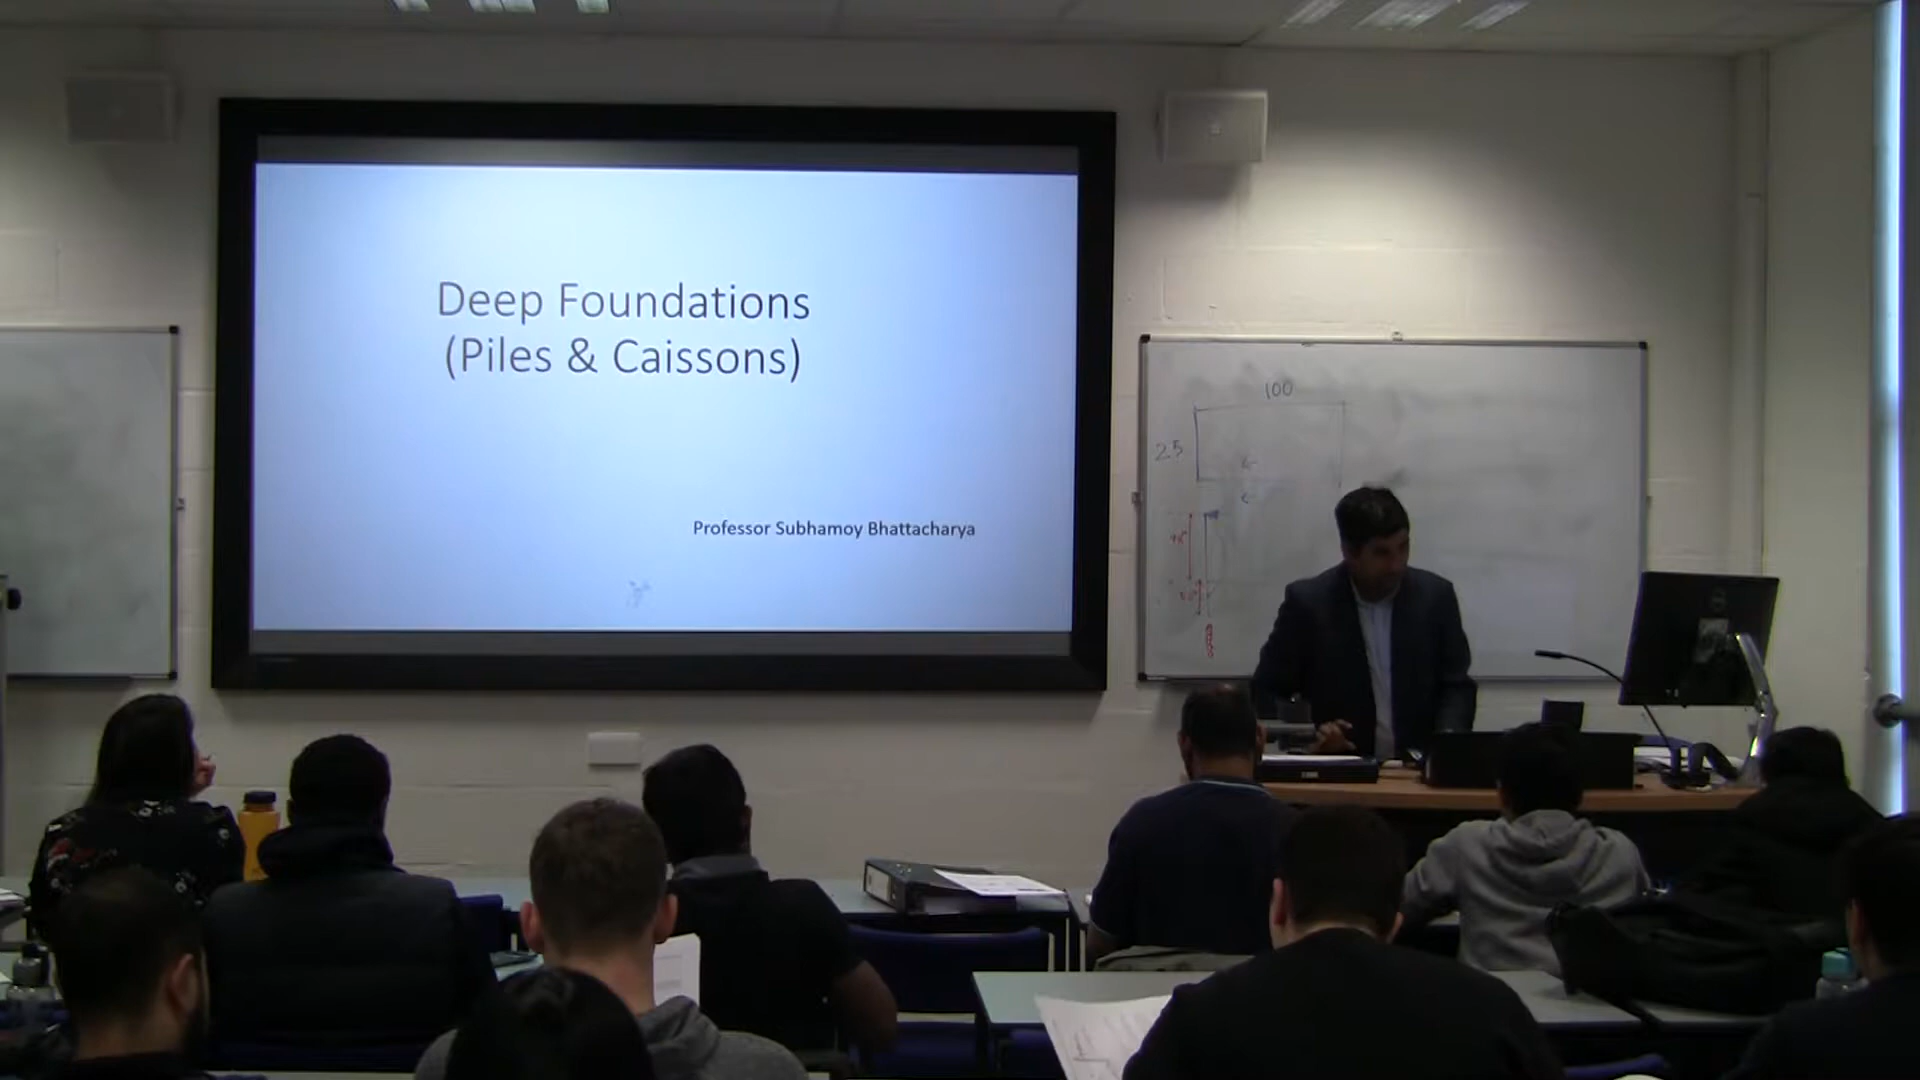 Deep Foundations
(Piles & Caissons)
Professor Subhamoy Bhattacharya
100
2.5